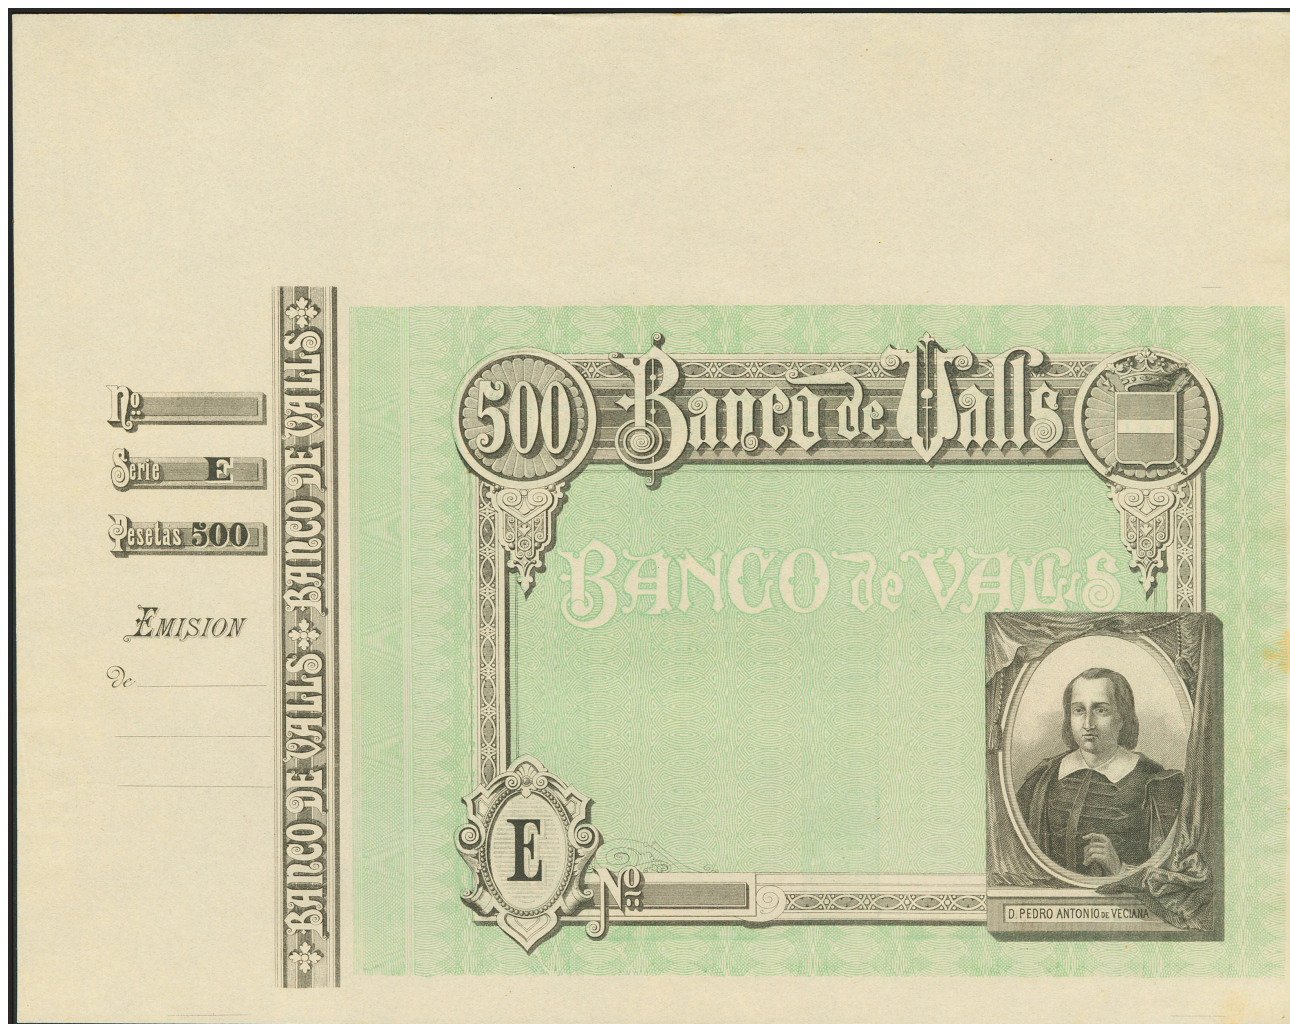 Nº
Serie E
Pesetas 500
EMISION
de
BANCO DE VALLS BANCO DE VALLS
500 Banco de Valls
BANCO de VALLS
E
Nº
D. PEDRO ANTONIO DE VECIANA